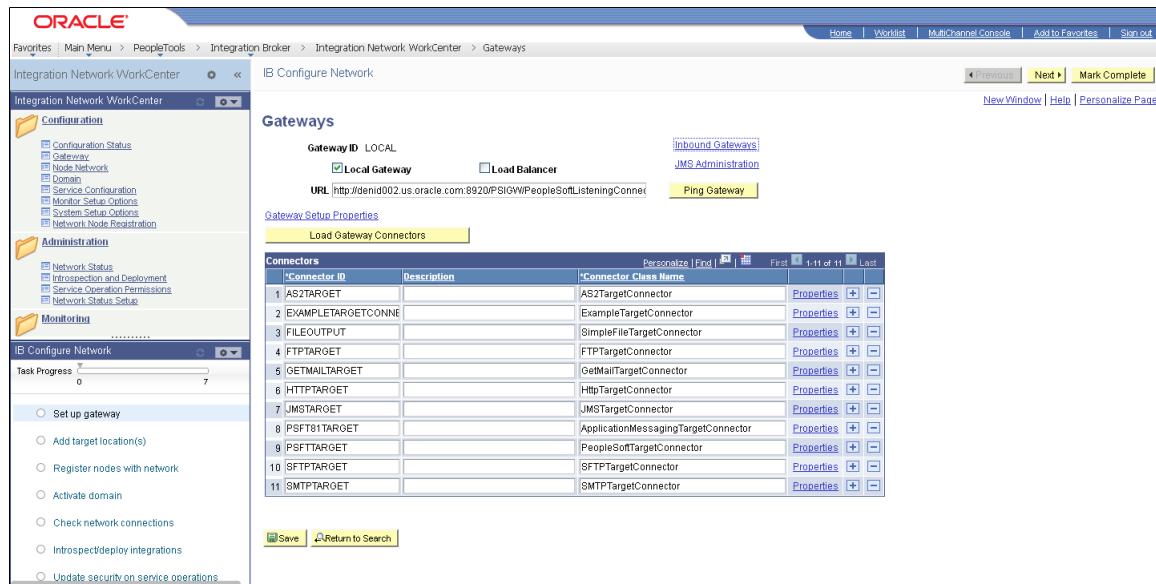 ORACLE'
Home | Worklist | MultiChannel Console | Add to Favorites | Sign out
Favorites | Main Menu > PeopleTools > Integration Broker > Integration Network WorkCenter > Gateways
Integration Network WorkCenter
IB Configure Network
Previous Next Mark Complete
New Window | Help | Personalize Page
Integration Network WorkCenter
Configuration
Configuration Status
Gateway
Node Network
Domain
Service Configuration
Monitor Setup Options
System Setup Options
Network Node Registration
Administration
Network Status
Introspection and Deployment
Service Operation Permissions
Network Status Setup
Monitoring
IB Configure Network
Task Progress
0 7
Set up gateway
Add target location(s)
Register nodes with network
Activate domain
Check network connections
Introspect/deploy integrations
Update security on service operations
Gateways
Gateway ID LOCAL
Inbound Gateways
Local Gateway Load Balancer
JMS Administration
URL http://denid002.us.oracle.com:8920/PSIGW/PeopleSoftListeningConnec
Ping Gateway
Gateway Setup Properties
Load Gateway Connectors
Connectors Personalize | Find | | First 1-11 of 11 Last
*Connector ID Description *Connector Class Name
1 AS2TARGET AS2TargetConnector Properties + -
2 EXAMPLETARGETCONNE ExampleTargetConnector Properties + -
3 FILEOUTPUT SimpleFileTargetConnector Properties + -
4 FTPTARGET FTPTargetConnector Properties + -
5 GETMAILTARGET GetMailTargetConnector Properties + -
6 HTTPTARGET HttpTargetConnector Properties + -
7 JMSTARGET JMSTargetConnector Properties + -
8 PSFT81TARGET ApplicationMessagingTargetConnector Properties + -
9 PSFTTARGET PeopleSoftTargetConnector Properties + -
10 SFTPTARGET SFTPTargetConnector Properties + -
11 SMTPTARGET SMTPTargetConnector Properties + -
Save Return to Search